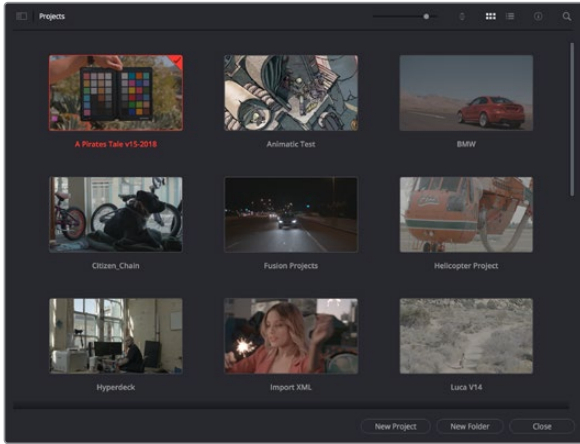 Projects
A Pirates Tale v15-2018
Animatic Test
BMW
Citizen_Chain
Fusion Projects
Helicopter Project
Hyperdeck
Import XML
Luca V14
New Project
New Folder
Close